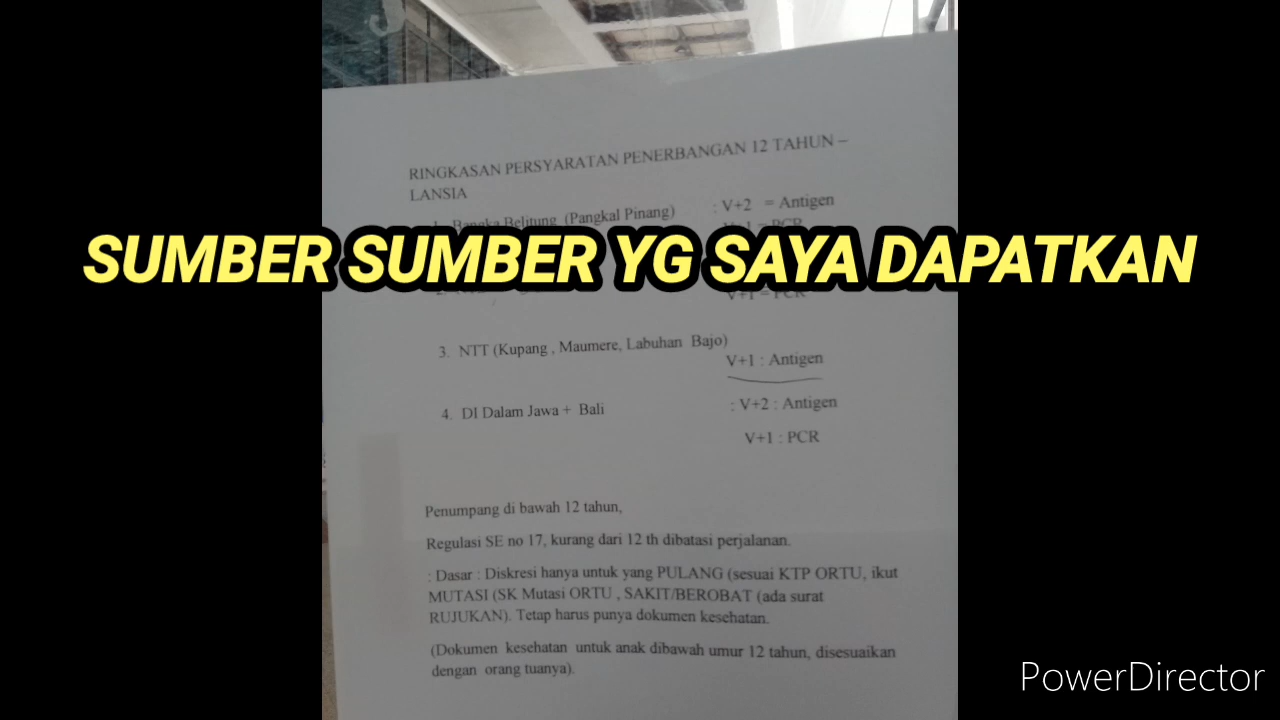 RINGKASAN PERSYARATAN PENERBANGAN 12 TAHUN –
LANSIA
Bangka Belitung (Pangkal Pinang) : V+2 = Antigen
V+1 = PCR
SUMBER SUMBER YG SAYA DAPATKAN
V+1 = PCR
3. NTT (Kupang , Maumere, Labuhan Bajo)
V+1 : Antigen
4. DI Dalam Jawa + Bali : V+2 : Antigen
V+1 : PCR
Penumpang di bawah 12 tahun,
Regulasi SE no 17, kurang dari 12 th dibatasi perjalanan.
: Dasar : Diskresi hanya untuk yang PULANG (sesuai KTP ORTU, ikut
MUTASI (SK Mutasi ORTU , SAKIT/BEROBAT (ada surat
RUJUKAN). Tetap harus punya dokumen kesehatan.
(Dokumen kesehatan untuk anak dibawah umur 12 tahun, disesuaikan
dengan orang tuanya).
PowerDirector